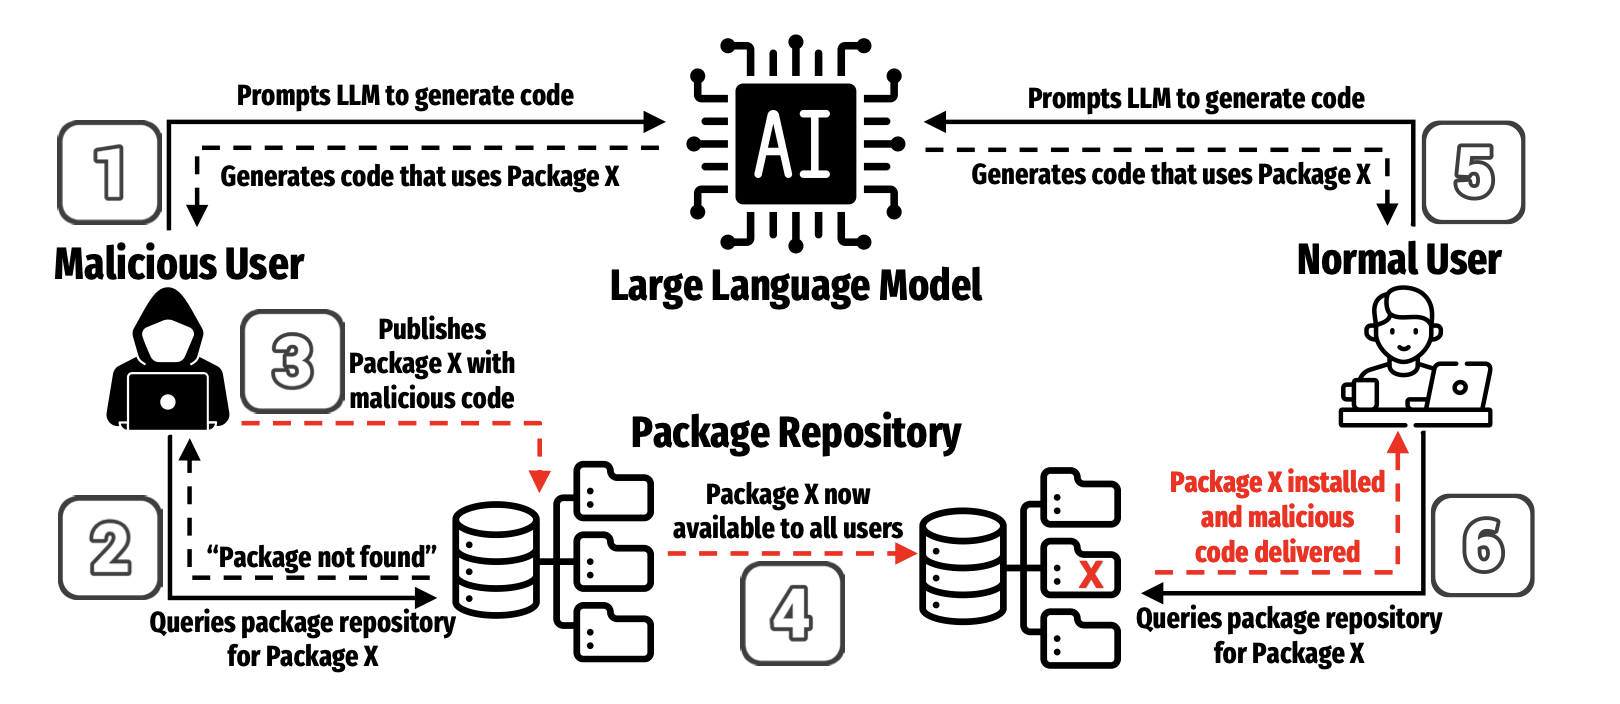 Prompts LLM to generate code
1
Generates code that uses Package X
Malicious User
AI
Large Language Model
Prompts LLM to generate code
5
Generates code that uses Package X
Normal User
3
Publishes
Package X with
malicious code
2
“Package not found”
Queries package repository
for Package X
Package Repository
Package X now
available to all users
4
X
Package X installed
and malicious
code delivered
6
Queries package repository
for Package X